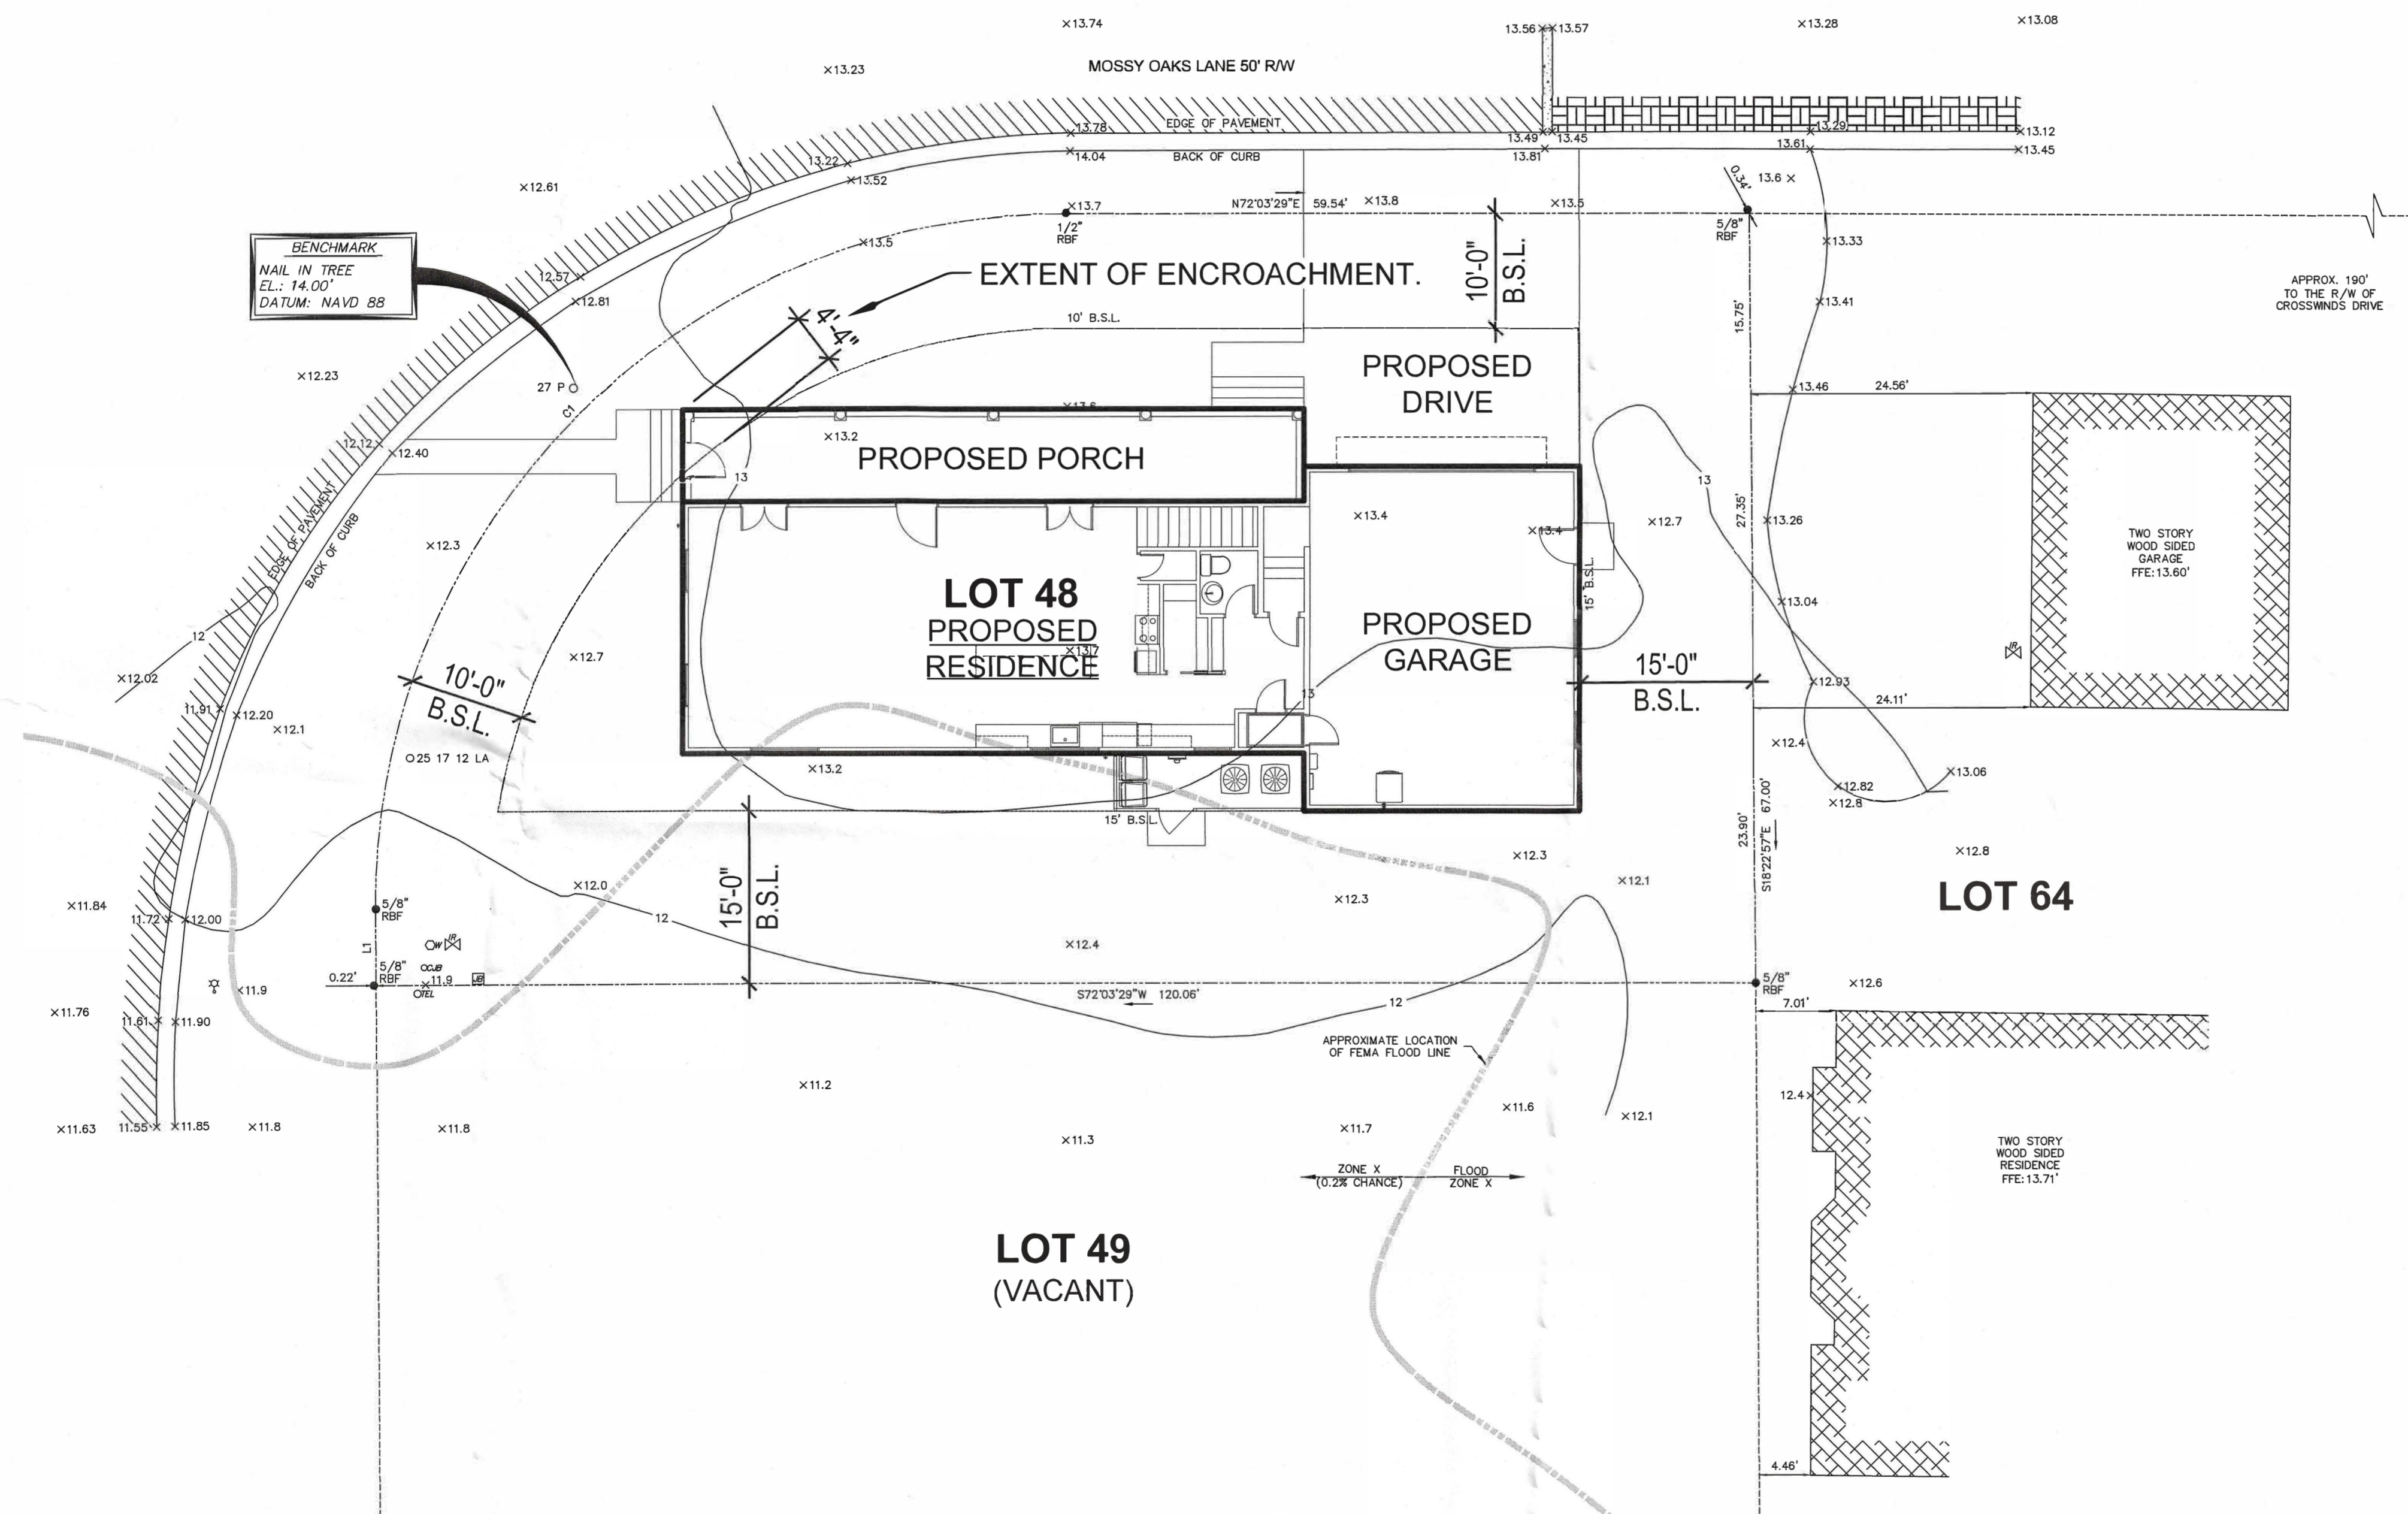 13.74
13.56
13.57
13.28
13.08
MOSSY OAKS LANE 50' R/W
13.23
13.78
EDGE OF PAVEMENT
13.49
13.45
13.29
13.12
13.22
14.04
BACK OF CURB
13.81
13.61
13.45
12.61
13.52
0.34'
13.6
13.7
N72°03'29"E 59.54'
13.8
13.5
1/2"
RBF
5/8"
RBF
BENCHMARK
NAIL IN TREE
EL.: 14.00'
DATUM: NAVD 88
13.5
13.33
12.57
12.81
EXTENT OF ENCROACHMENT.
10'-0"
B.S.L.
APPROX. 190'
TO THE R/W OF
CROSSWINDS DRIVE
13.41
15.75'
4'-4"
10' B.S.L.
12.23
27 P
C1
PROPOSED
DRIVE
13.46
24.56'
13.6
12.12
12.40
13.2
PROPOSED PORCH
13
13
EDGE OF PAVEMENT
BACK OF CURB
12.3
13.4
13.4
12.7
27.35'
13.26
TWO STORY
WOOD SIDED
GARAGE
FFE:13.60'
15' B.S.L.
LOT 48
PROPOSED
RESIDENCE
13.7
PROPOSED
GARAGE
13.04
12
12.7
IR
12.02
10'-0"
B.S.L.
15'-0"
B.S.L.
12.93
13
11.91
12.20
12.1
24.11'
25 17 12 LA
13.2
12.4
13.06
12.82
12.8
15' B.S.L.
23.90'
S18°22'57"E 67.00'
12.3
12.8
12.0
12.1
15'-0"
B.S.L.
LOT 64
11.84
11.72
12.00
5/8"
RBF
12
12.3
L1
W
IR
12.4
0.22'
5/8"
RBF
CJB
11.9
JB
TEL
11.9
S72°03'29"W 120.06'
12
5/8"
RBF
12.6
7.01'
11.76
11.61
11.90
APPROXIMATE LOCATION
OF FEMA FLOOD LINE
11.2
11.6
12.1
12.4
11.63
11.55
11.85
11.8
11.8
11.3
11.7
TWO STORY
WOOD SIDED
RESIDENCE
FFE:13.71'
ZONE X
(0.2% CHANCE)
FLOOD
ZONE X
LOT 49
(VACANT)
4.46'